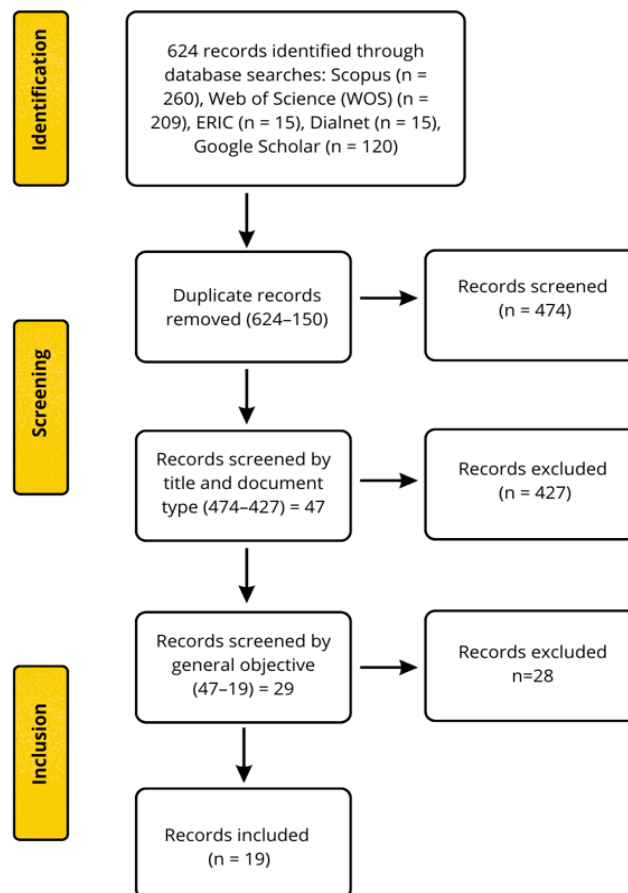 Identification
624 records identified through
database searches: Scopus (n =
260), Web of Science (WOS) (n =
209), ERIC (n = 15), Dialnet (n = 15),
Google Scholar (n = 120)
Screening
Duplicate records
removed (624–150)
Records screened
(n = 474)
Records screened by
title and document
type (474–427) = 47
Records excluded
(n = 427)
Inclusion
Records screened by
general objective
(47–19) = 29
Records excluded
n=28
Records included
(n = 19)